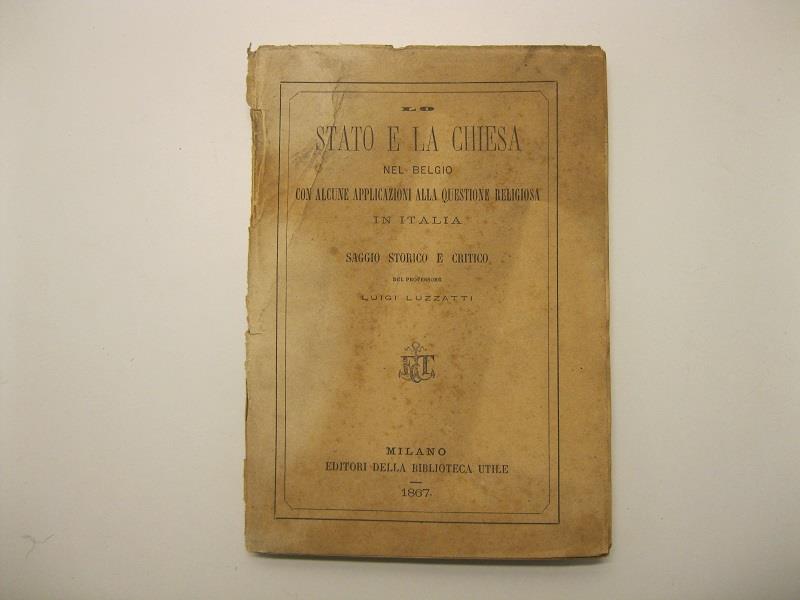 LO
STATO E LA CHIESA
NEL BELGIO
CON ALCUNE APPLICAZIONI ALLA QUESTIONE RELIGIOSA
IN ITALIA
SAGGIO STORICO E CRITICO
DEL PROFESSORE
LUIGI LUZZATTI
MILANO
EDITORI DELLA BIBLIOTECA UTILE
1867.